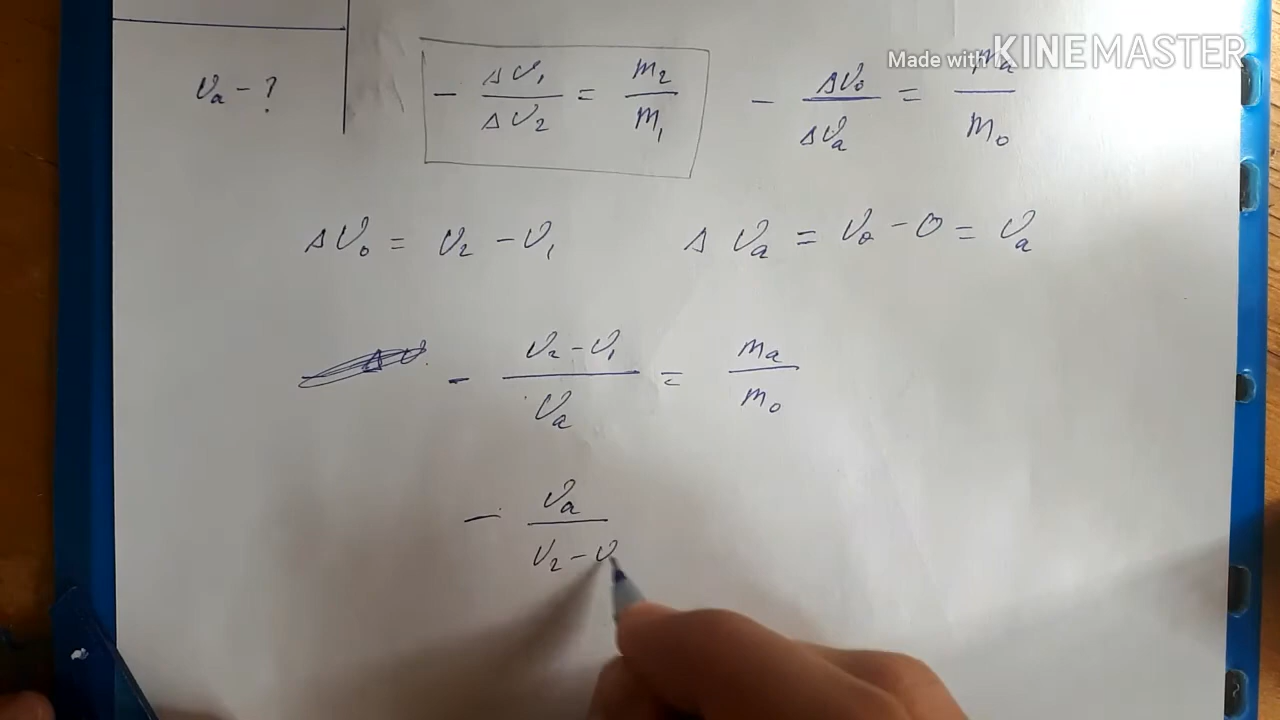 Made with KINEMASTER
υₐ - ?
- Δυ₁/Δυ₂ = m₂/m₁
- Δυ₀/Δυₐ = mₐ/m₀
Δυ₀ = υ₂ - υ₁
Δυₐ = υₐ - 0 = υₐ
- (υ₂ - υ₁)/υₐ = mₐ/m₀
- υₐ/(υ₂ - υ